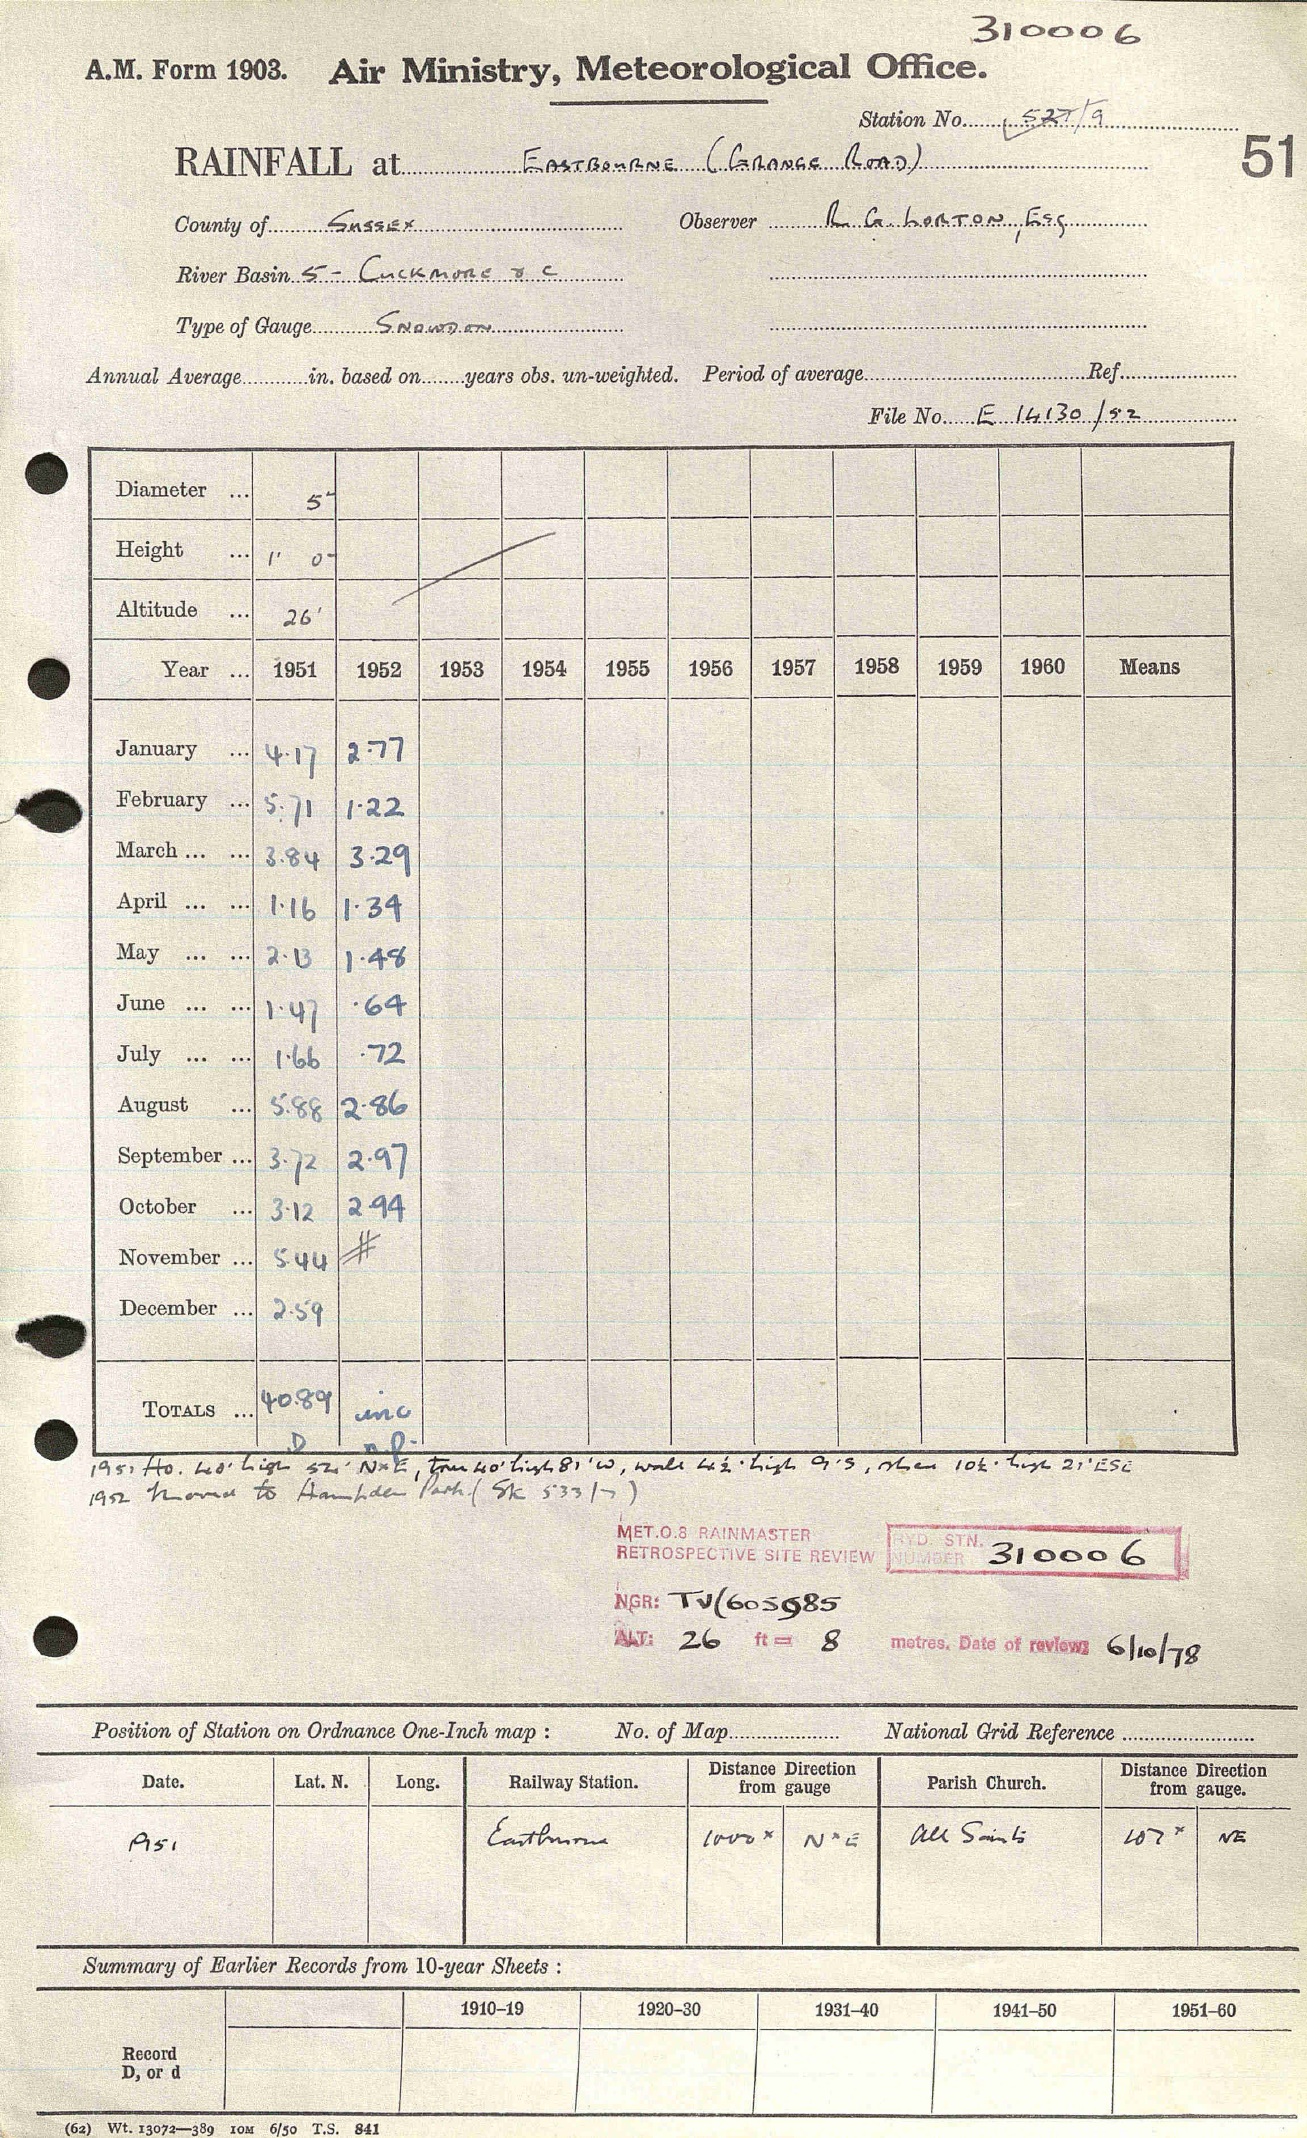 310006
A.M. Form 1903. Air Ministry, Meteorological Office.
Station No. 527/9
RAINFALL at EASTBOURNE (GRANGE ROAD)
51
County of SUSSEX Observer R. G. LORTON, ESQ
River Basin 5 - CUCKMORE & C
Type of Gauge SNOWDON
Annual Average in. based on years obs. un-weighted. Period of average Ref.
File No. E 14130/52
Diameter ... 5"
Height ... 1' 0"
Altitude ... 26'
Year ... 1951 1952 1953 1954 1955 1956 1957 1958 1959 1960 Means
January ... 4.17 2.77
February ... 5.71 1.22
March ... ... 3.84 3.29
April ... ... 1.16 1.34
May ... ... 2.13 1.48
June ... ... 1.47 .64
July ... ... 1.66 .72
August ... 5.88 2.86
September ... 3.72 2.97
October ... 3.12 2.94
November ... 5.44 #
December ... 2.59
TOTALS ... 40.89 inc
D n.p.
1951 Ho. 40' high 52' N×E, tree 40' high 81' W, wall 4½' high 9' S, 10½' high 21' ESE
1952 Moved to Hampden Park (SK 533/7)
MET.O.8 RAINMASTER
RETROSPECTIVE SITE REVIEW
HYD. STN. NUMBER 310006
NGR: TV(605985
ALT: 26 ft = 8 metres. Date of review: 6/10/78
Position of Station on Ordnance One-Inch map : No. of Map National Grid Reference
Date. Lat. N. Long. Railway Station. Distance Direction from gauge Parish Church. Distance Direction from gauge.
1951 Eastbourne 1000 × N×E All Saints 107 × NE
Summary of Earlier Records from 10-year Sheets :
1910–19 1920–30 1931–40 1941–50 1951–60
Record
D, or d
(62) Wt. 13072—389 10M 6/50 T.S. 841